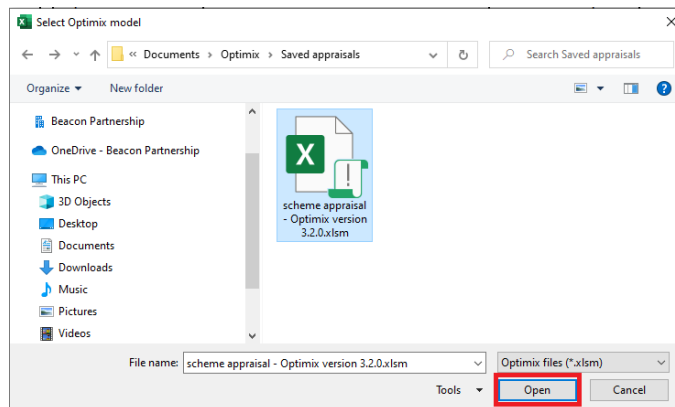 Select Optimix model
« Documents > Optimix > Saved appraisals
Search Saved appraisals
Organize
New folder
Beacon Partnership
OneDrive - Beacon Partnership
This PC
3D Objects
Desktop
Documents
Downloads
Music
Pictures
Videos
scheme appraisal
- Optimix version
3.2.0.xlsm
File name: scheme appraisal - Optimix version 3.2.0.xlsm
Optimix files (*.xlsm)
Tools
Open
Cancel